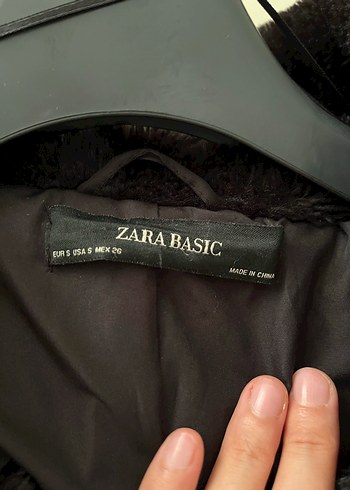 ZARA BASIC
EUR S USA S MEX 26
MADE IN CHINA